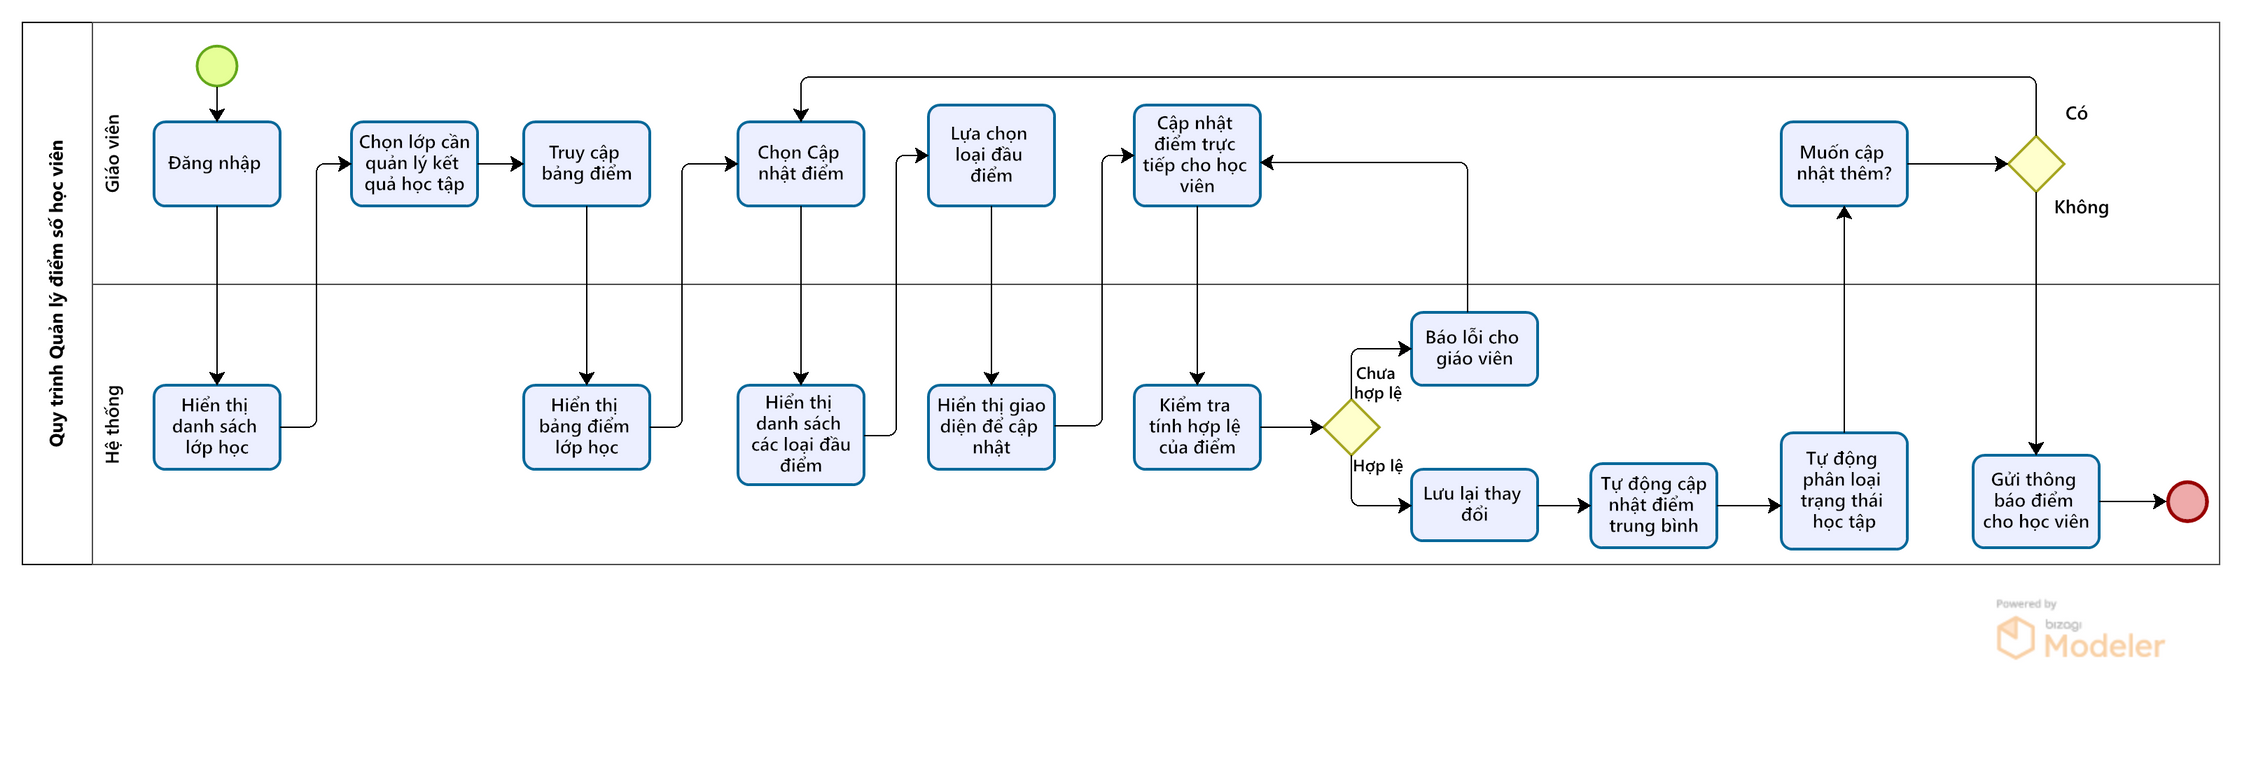 Quy trình Quản lý điểm số học viên
Giáo viên
Đăng nhập
Chọn lớp cần
quản lý kết
quả học tập
Truy cập
bảng điểm
Chọn Cập
nhật điểm
Lựa chọn
loại đầu
điểm
Cập nhật
điểm trực
tiếp cho học
viên
Muốn cập
nhật thêm?
Có
Không
Hệ thống
Hiển thị
danh sách
lớp học
Hiển thị
bảng điểm
lớp học
Hiển thị
danh sách
các loại đầu
điểm
Hiển thị giao
diện để cập
nhật
Kiểm tra
tính hợp lệ
của điểm
Chưa
hợp lệ
Báo lỗi cho
giáo viên
Hợp lệ
Lưu lại thay
đổi
Tự động cập
nhật điểm
trung bình
Tự động
phân loại
trạng thái
học tập
Gửi thông
báo điểm
cho học viên
Powered by
bizagi
Modeler